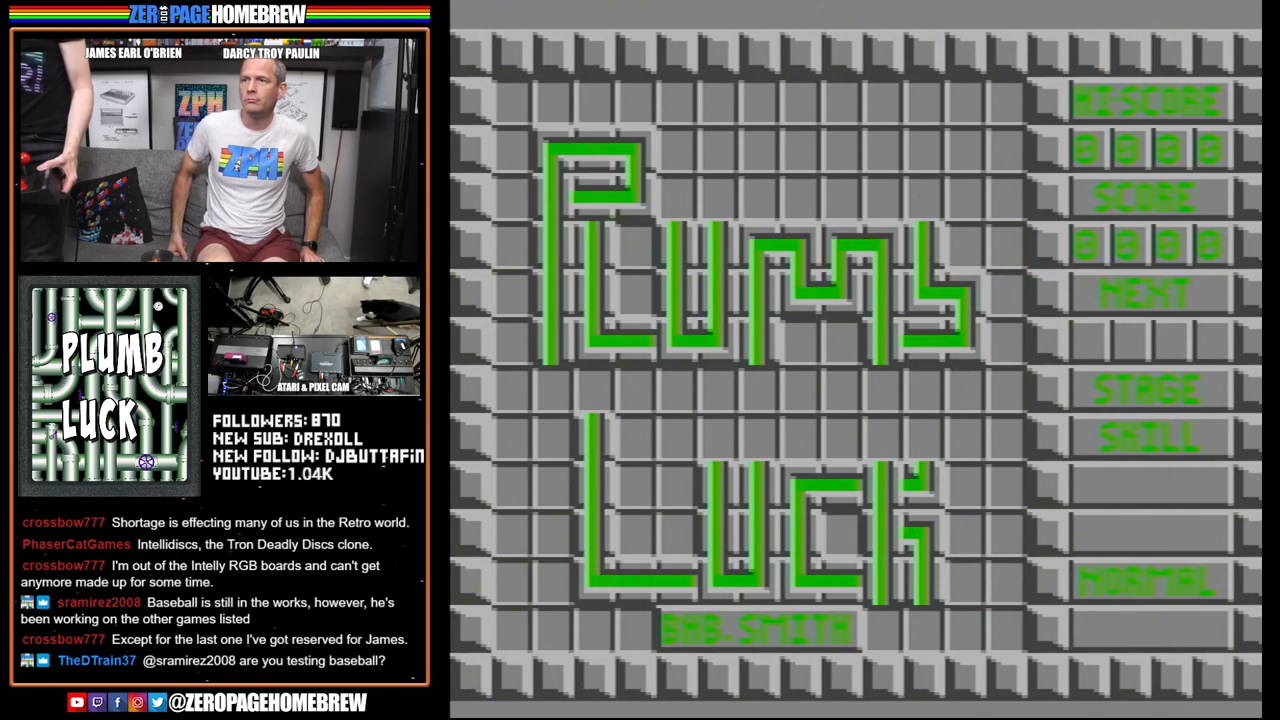 ZEROPAGE HOMEBREW
JAMES EARL O'BRIEN
DARCY TROY PAULIN
ZPH
ZPH
PLUMB
LUCK
ATARI & PIXEL CAM
FOLLOWERS: 870
NEW SUB: DREXOLL
NEW FOLLOW: DJBUTTAFIN
YOUTUBE:1.04K
crossbow777 Shortage is effecting many of us in the Retro world.
PhaserCatGames Intellidiscs, the Tron Deadly Discs clone.
crossbow777 I'm out of the Intelly RGB boards and can't get
anymore made up for some time.
sramirez2008 Baseball is still in the works, however, he's
been working on the other games listed
crossbow777 Except for the last one I've got reserved for James.
TheDTrain37 @sramirez2008 are you testing baseball?
@ZEROPAGEHOMEBREW
Plumb
Luck
BAB.SMITH
HI-SCORE
0000
SCORE
0000
NEXT
STAGE
SKILL
NORMAL